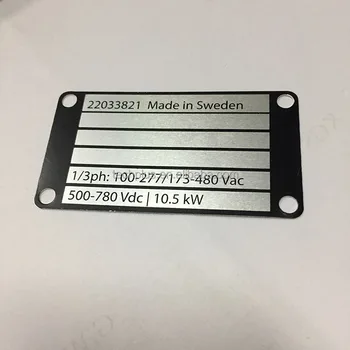 22033821 Made in Sweden
1/3ph: 100-277/173-480 Vac
500-780 Vdc | 10.5 kW